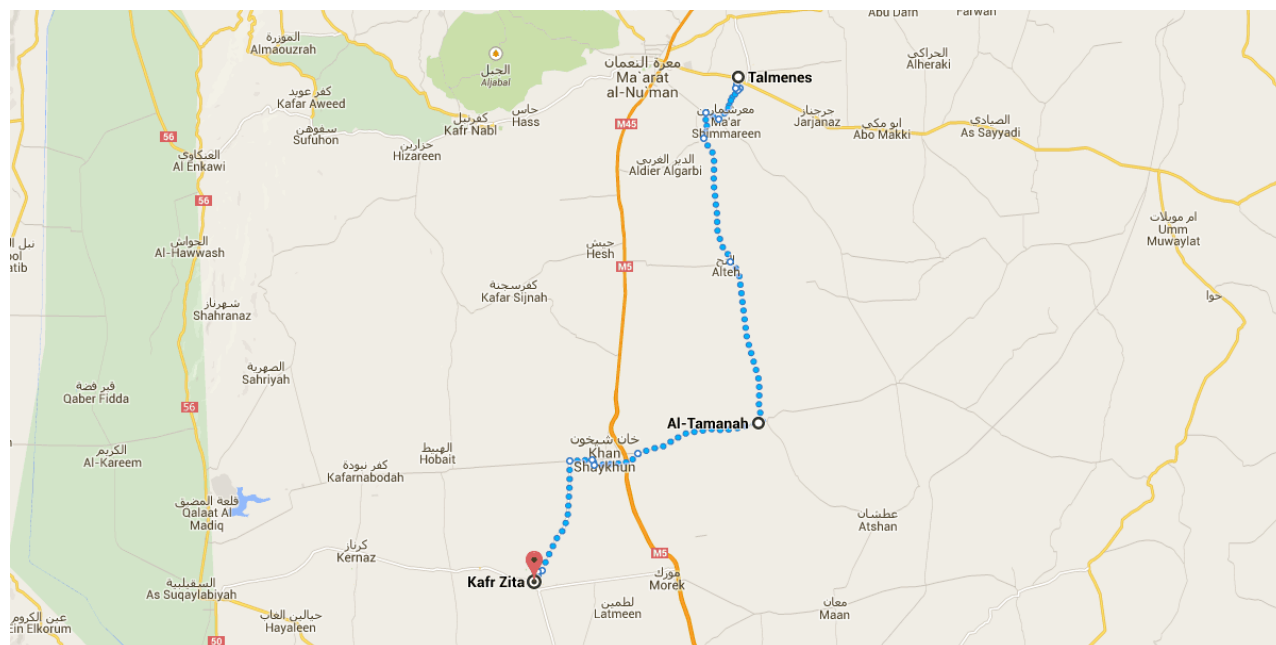 Abu Dafn
Farwan
الموزرة
Almaouzrah
الجبل
Aljabal
معرة النعمان
Ma`arat
al-Nu'man
Talmenes
الحراكي
Alheraki
كفر عويد
Kafar Aweed
حاس
Hass
كفرنبل
Kafr Nabl
M45
معرشمارين
Ma'ar
Shimmareen
جرجناز
Jarjanaz
ابو مكي
Abo Makki
الصيادي
As Sayyadi
56
سفوهن
Sufuhon
حزارين
Hizareen
العنكاوي
Al Enkawi
الدير الغربي
Aldier Algarbi
56
ام مويلات
Umm
Muwaylat
الحواش
Al-Hawwash
حيش
Hesh
M5
التح
Alteh
كفرسجنة
Kafar Sijnah
حوا
شهرناز
Shahranaz
الصهرية
Sahriyah
قبر فضة
Qaber Fidda
56
Al-Tamanah
خان شيخون
Khan
Shaykhun
الهبيط
Hobait
الكريم
Al-Kareem
كفر نبودة
Kafarnabodah
قلعة المضيق
Qalaat Al
Madiq
عطشان
Atshan
كرناز
Kernaz
M5
Kafr Zita
مورك
Morek
السقيلبية
As Suqaylabiyah
لطمين
Latmeen
معان
Maan
حيالين الغاب
Hayaleen
عين الكروم
Ein Elkorum
50